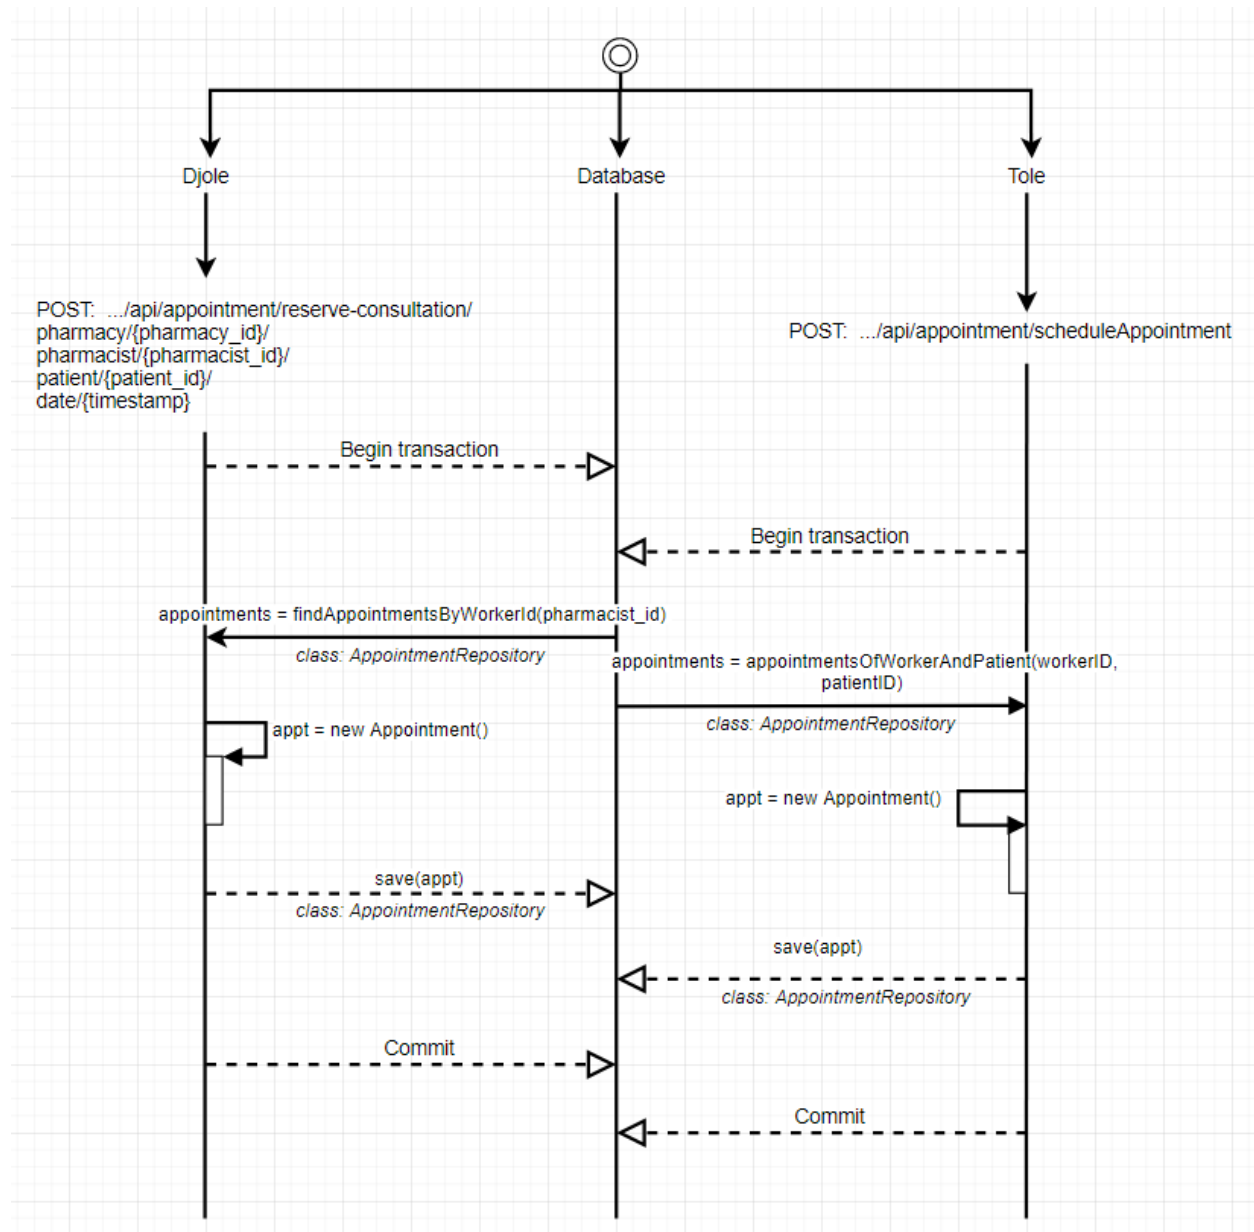 Djole
Database
Tole
POST:  .../api/appointment/reserve-consultation/
pharmacy/{pharmacy_id}/
pharmacist/{pharmacist_id}/
patient/{patient_id}/
date/{timestamp}
POST:  .../api/appointment/scheduleAppointment
Begin transaction
Begin transaction
appointments = findAppointmentsByWorkerId(pharmacist_id)
class: AppointmentRepository
appointments = appointmentsOfWorkerAndPatient(workerID,
patientID)
class: AppointmentRepository
appt = new Appointment()
appt = new Appointment()
save(appt)
class: AppointmentRepository
save(appt)
class: AppointmentRepository
Commit
Commit